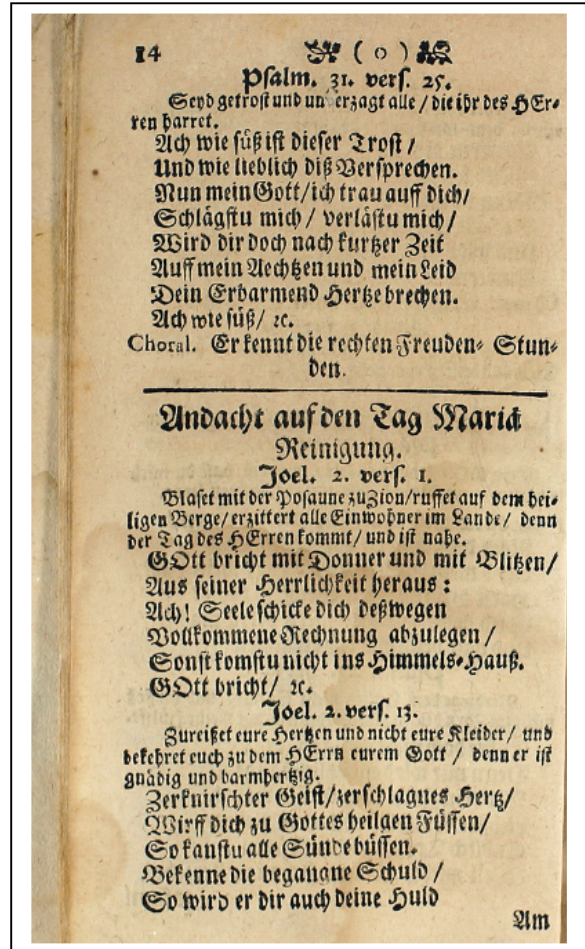 14 ( o )
Psalm. 31. vers. 25.
Seyd getrost und un erzagt alle / die ihr des HEr⸗
ren harret.
Ach wie süß ist dieser Trost /
Und wie lieblich diß Versprechen.
Nun mein Gott/ ich trau auff dich/
Schlägstu mich / verlästu mich /
Wird dir doch nach kurtzer Zeit
Auff mein Aechtzen und mein Leid
Dein Erbarmend Hertze brechen.
Ach wie süß/ ꝛc.
Choral. Er kennt die rechten Freuden⸗ Stun⸗
den.
Andacht auf den Tag Mariä
Reinigung.
Joel. 2. vers. 1.
Blaset mit der Posaune zu Zion/ruffet auf dem hei⸗
ligen Berge/ erzittert alle Einwohner im Lande/ denn
der Tag des HErren kommt/ und ist nahe.
GOtt bricht mit Donner und mit Blitzen/
Aus seiner Herrlichkeit heraus :
Ach! Seele schicke dich deßwegen
Vollkommene Rechnung abzulegen /
Sonst komstu nicht ins Himmels⸗Hauß.
GOtt bricht/ ꝛc.
Joel. 2. vers. 13.
Zureißet eure Hertzen und nicht eure Kleider/ und
bekehret euch zu dem HErrn eurem Gott / denn er ist
gnädig und barmhertzig.
Zerknirschter Geist/zerschlagnes Hertz/
Wirff dich zu Gottes heilgen Füssen/
So kanstu alle Sünde büssen.
Bekenne die begangne Schuld /
So wird er dir auch deine Huld
Am